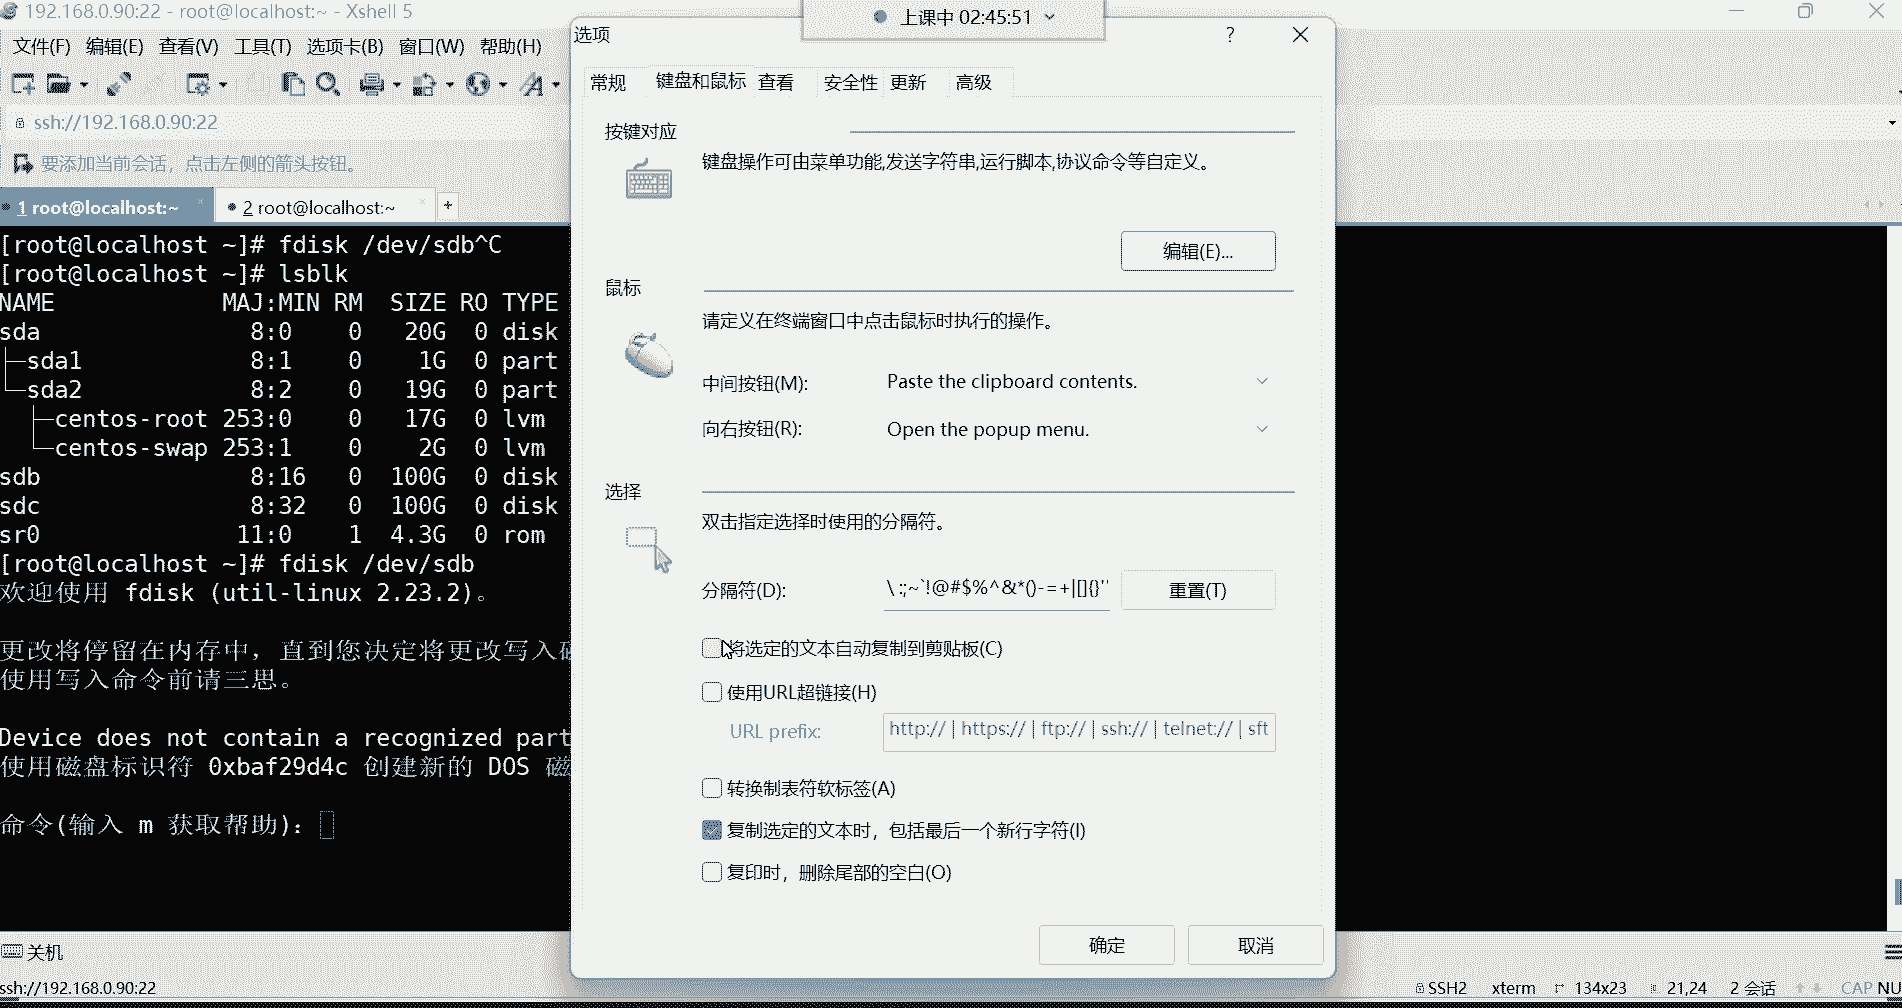 192.168.0.90:22 - root@localhost:~ - Xshell 5
上课中 02:45:51
文件(F) 编辑(E) 查看(V) 工具(T) 选项卡(B) 窗口(W) 帮助(H)
ssh://192.168.0.90:22
要添加当前会话，点击左侧的箭头按钮。
1 root@localhost:~
2 root@localhost:~
[root@localhost ~]# fdisk /dev/sdb^C
[root@localhost ~]# lsblk
NAME MAJ:MIN RM SIZE RO TYPE
sda 8:0 0 20G 0 disk
├─sda1 8:1 0 1G 0 part
└─sda2 8:2 0 19G 0 part
├─centos-root 253:0 0 17G 0 lvm
└─centos-swap 253:1 0 2G 0 lvm
sdb 8:16 0 100G 0 disk
sdc 8:32 0 100G 0 disk
sr0 11:0 1 4.3G 0 rom
[root@localhost ~]# fdisk /dev/sdb
欢迎使用 fdisk (util-linux 2.23.2)。
更改将停留在内存中，直到您决定将更改写入
使用写入命令前请三思。
Device does not contain a recognized part
使用磁盘标识符 0xbaf29d4c 创建新的 DOS 磁
命令(输入 m 获取帮助)：
选项
?
常规 键盘和鼠标 查看 安全性 更新 高级
按键对应
键盘操作可由菜单功能,发送字符串,运行脚本,协议命令等自定义。
编辑(E)...
鼠标
请定义在终端窗口中点击鼠标时执行的操作。
中间按钮(M): Paste the clipboard contents.
向右按钮(R): Open the popup menu.
选择
双击指定选择时使用的分隔符。
分隔符(D): \ :;~`!@#$%^&*()-=+|[]{}'" 重置(T)
将选定的文本自动复制到剪贴板(C)
使用URL超链接(H)
URL prefix: http:// | https:// | ftp:// | ssh:// | telnet:// | sft
转换制表符软标签(A)
复制选定的文本时，包括最后一个新行字符(I)
复印时，删除尾部的空白(O)
确定 取消
关机
ssh://192.168.0.90:22
SSH2 xterm 134x23 21,24 2 会话 CAP NU